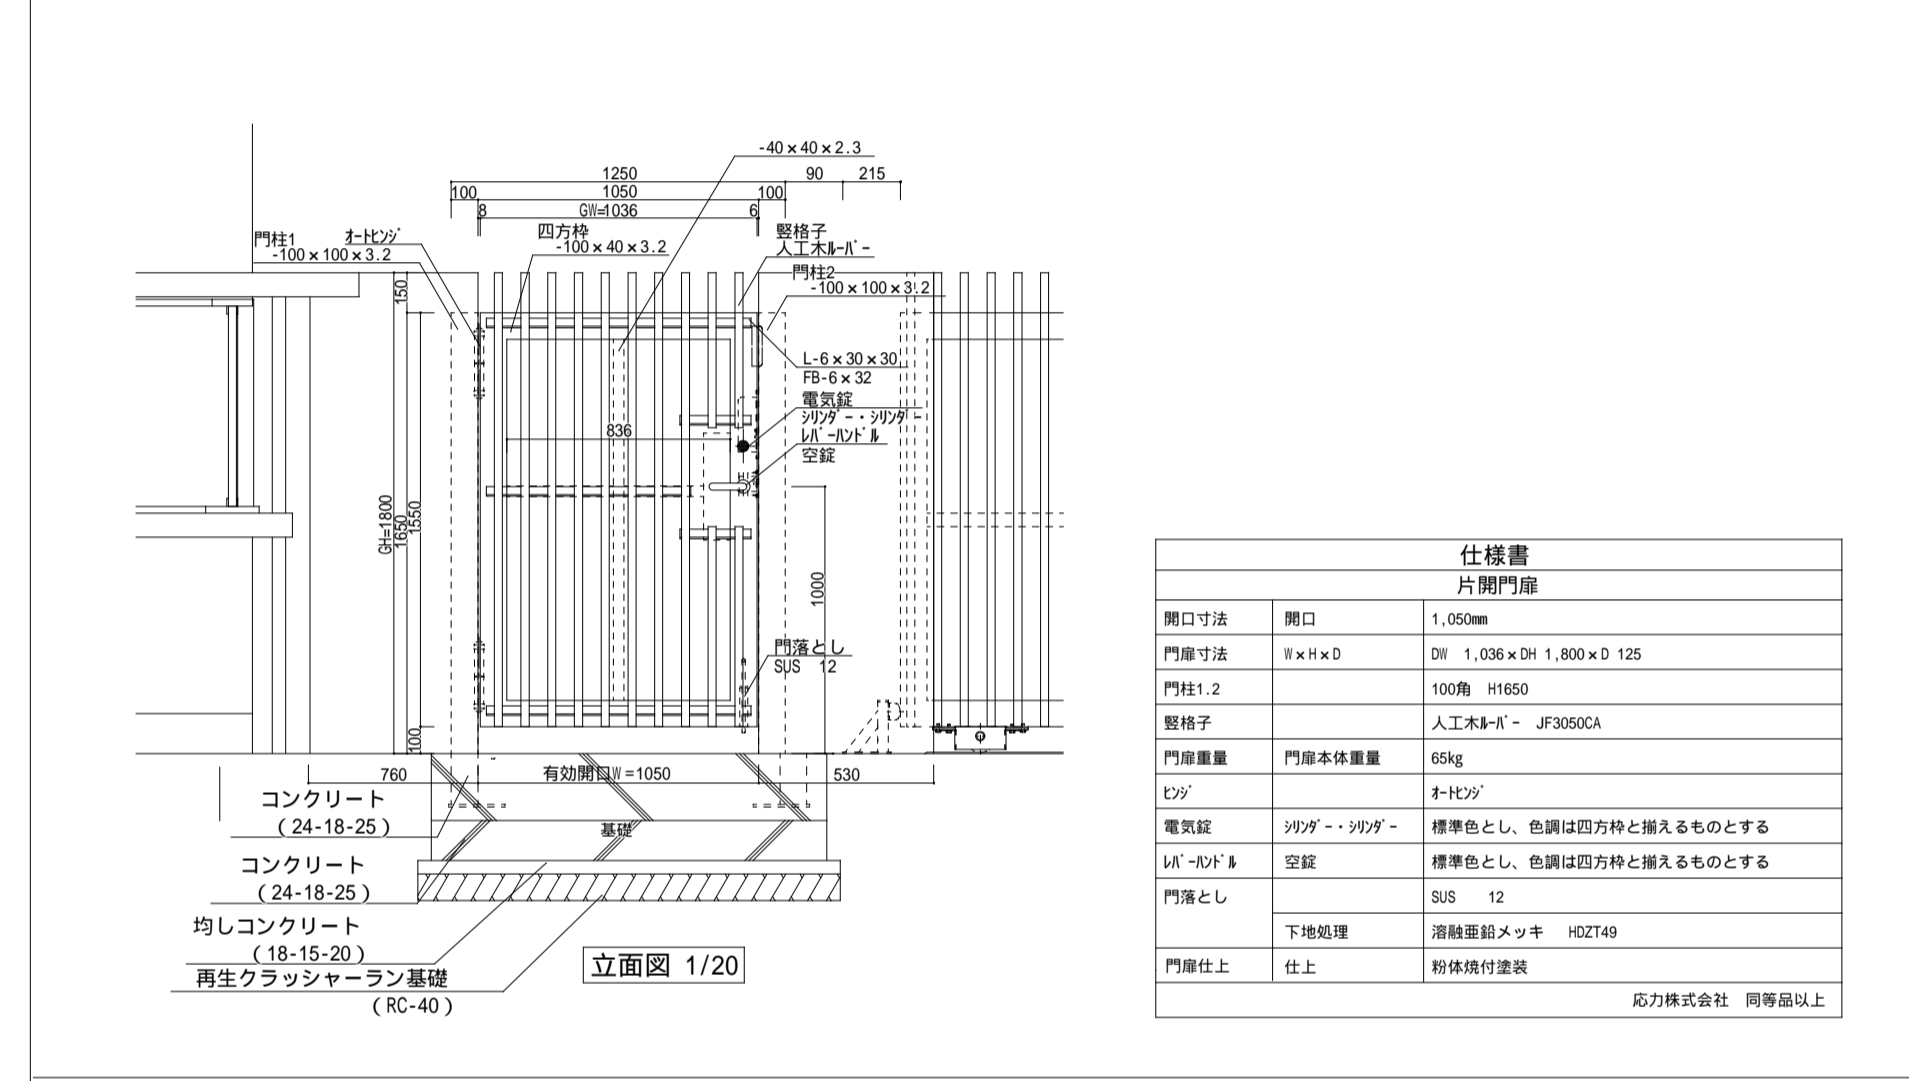 -40×40×2.3
1250
90
215
100
1050
100
8
GW=1036
6
門柱1
-100×100×3.2
ｵｰﾄﾋﾝｼﾞ
四方枠
-100×40×3.2
竪格子
人工木ﾙｰﾊﾞｰ
門柱2
-100×100×3.2
150
L-6×30×30
FB-6×32
電気錠
ｼﾘﾝﾀﾞｰ・ｼﾘﾝﾀﾞｰ
ﾚﾊﾞｰﾊﾝﾄﾞﾙ
空錠
836
GH=1800
1650
1550
1000
門落とし
SUS 12
100
760
有効開口W=1050
530
コンクリート
(24-18-25)
基礎
コンクリート
(24-18-25)
均しコンクリート
(18-15-20)
再生クラッシャーラン基礎
(RC-40)
立面図 1/20
仕様書
片開門扉
開口寸法 開口 1,050mm
門扉寸法 W×H×D DW 1,036×DH 1,800×D 125
門柱1.2 100角 H1650
竪格子 人工木ﾙｰﾊﾞｰ JF3050CA
門扉重量 門扉本体重量 65kg
ﾋﾝｼﾞ ｵｰﾄﾋﾝｼﾞ
電気錠 ｼﾘﾝﾀﾞｰ・ｼﾘﾝﾀﾞｰ 標準色とし、色調は四方枠と揃えるものとする
ﾚﾊﾞｰﾊﾝﾄﾞﾙ 空錠 標準色とし、色調は四方枠と揃えるものとする
門落とし SUS 12
下地処理 溶融亜鉛メッキ HDZT49
門扉仕上 仕上 粉体焼付塗装
応力株式会社 同等品以上